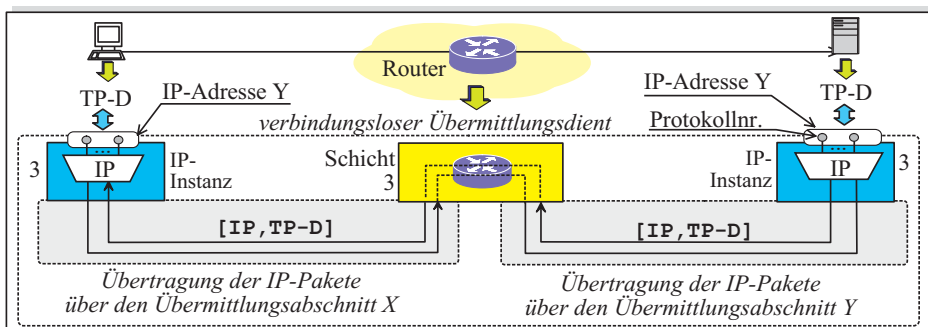 Router
TP-D
IP-Adresse Y
IP-Adresse Y
TP-D
verbindungsloser Übermittlungsdient
Protokollnr.
...
...
3
IP
IP-
Instanz
Schicht
3
IP-
Instanz
IP
3
[IP,TP-D]
[IP,TP-D]
Übertragung der IP-Pakete
über den Übermittlungsabschnitt X
Übertragung der IP-Pakete
über den Übermittlungsabschnitt Y